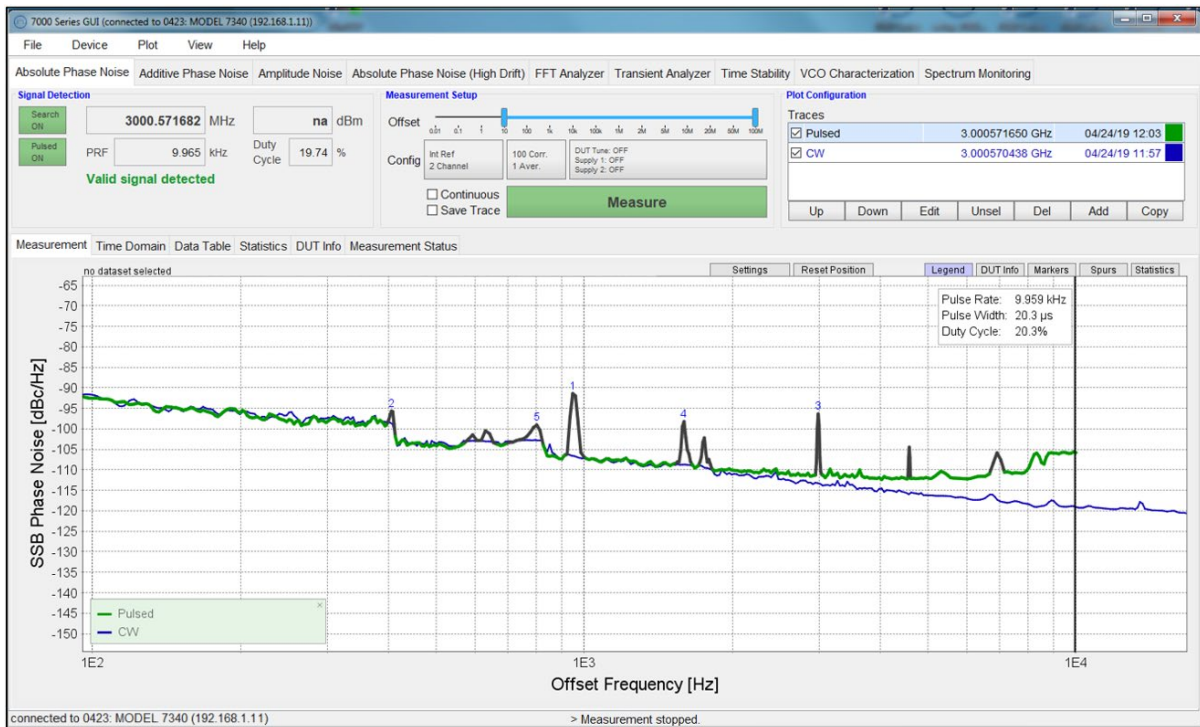 7000 Series GUI (connected to 0423: MODEL 7340 (192.168.1.11))
File Device Plot View Help
Absolute Phase Noise Additive Phase Noise Amplitude Noise Absolute Phase Noise (High Drift) FFT Analyzer Transient Analyzer Time Stability VCO Characterization Spectrum Monitoring
Signal Detection
Search ON
3000.571682 MHz
na dBm
Pulsed ON
PRF 9.965 kHz
Duty Cycle 19.74 %
Valid signal detected
Measurement Setup
Offset
0.01 0.1 1 10 100 1k 10k 100k 1M 2M 5M 10M 20M 50M 100M
Config
Int Ref
2 Channel
100 Corr.
1 Aver.
DUT Tune: OFF
Supply 1: OFF
Supply 2: OFF
Continuous
Save Trace
Measure
Plot Configuration
Traces
Pulsed 3.000571650 GHz 04/24/19 12:03
CW 3.000570438 GHz 04/24/19 11:57
Up Down Edit Unsel Del Add Copy
Measurement Time Domain Data Table Statistics DUT Info Measurement Status
no dataset selected
Settings Reset Position Legend DUT Info Markers Spurs Statistics
Pulse Rate: 9.959 kHz
Pulse Width: 20.3 µs
Duty Cycle: 20.3%
SSB Phase Noise [dBc/Hz]
-65
-70
-75
-80
-85
-90
-95
-100
-105
-110
-115
-120
-125
-130
-135
-140
-145
-150
2
5
1
4
3
Pulsed
CW
1E2 1E3 1E4
Offset Frequency [Hz]
connected to 0423: MODEL 7340 (192.168.1.11)
> Measurement stopped.